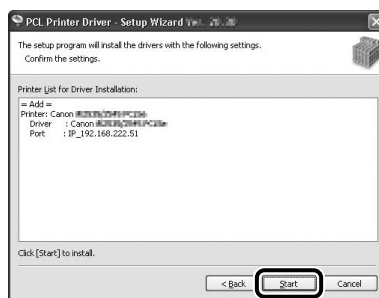 PCL Printer Driver - Setup Wizard
The setup program will install the drivers with the following settings.
Confirm the settings.
Printer List for Driver Installation:
= Add =
Printer: Canon
Driver : Canon
Port : IP_192.168.222.51
Click [Start] to install.
< Back Start Cancel